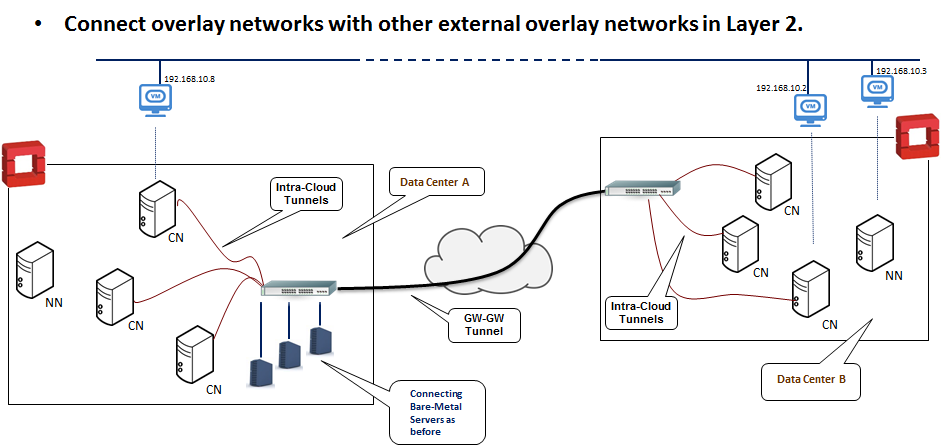 • Connect overlay networks with other external overlay networks in Layer 2.
192.168.10.8
192.168.10.2
192.168.10.3
VM
VM
VM
Intra-Cloud
Tunnels
Data Center A
CN
CN
CN
NN
GW-GW
Tunnel
Connecting
Bare-Metal
Servers as
before
CN
CN
CN
NN
Intra-Cloud
Tunnels
Data Center B